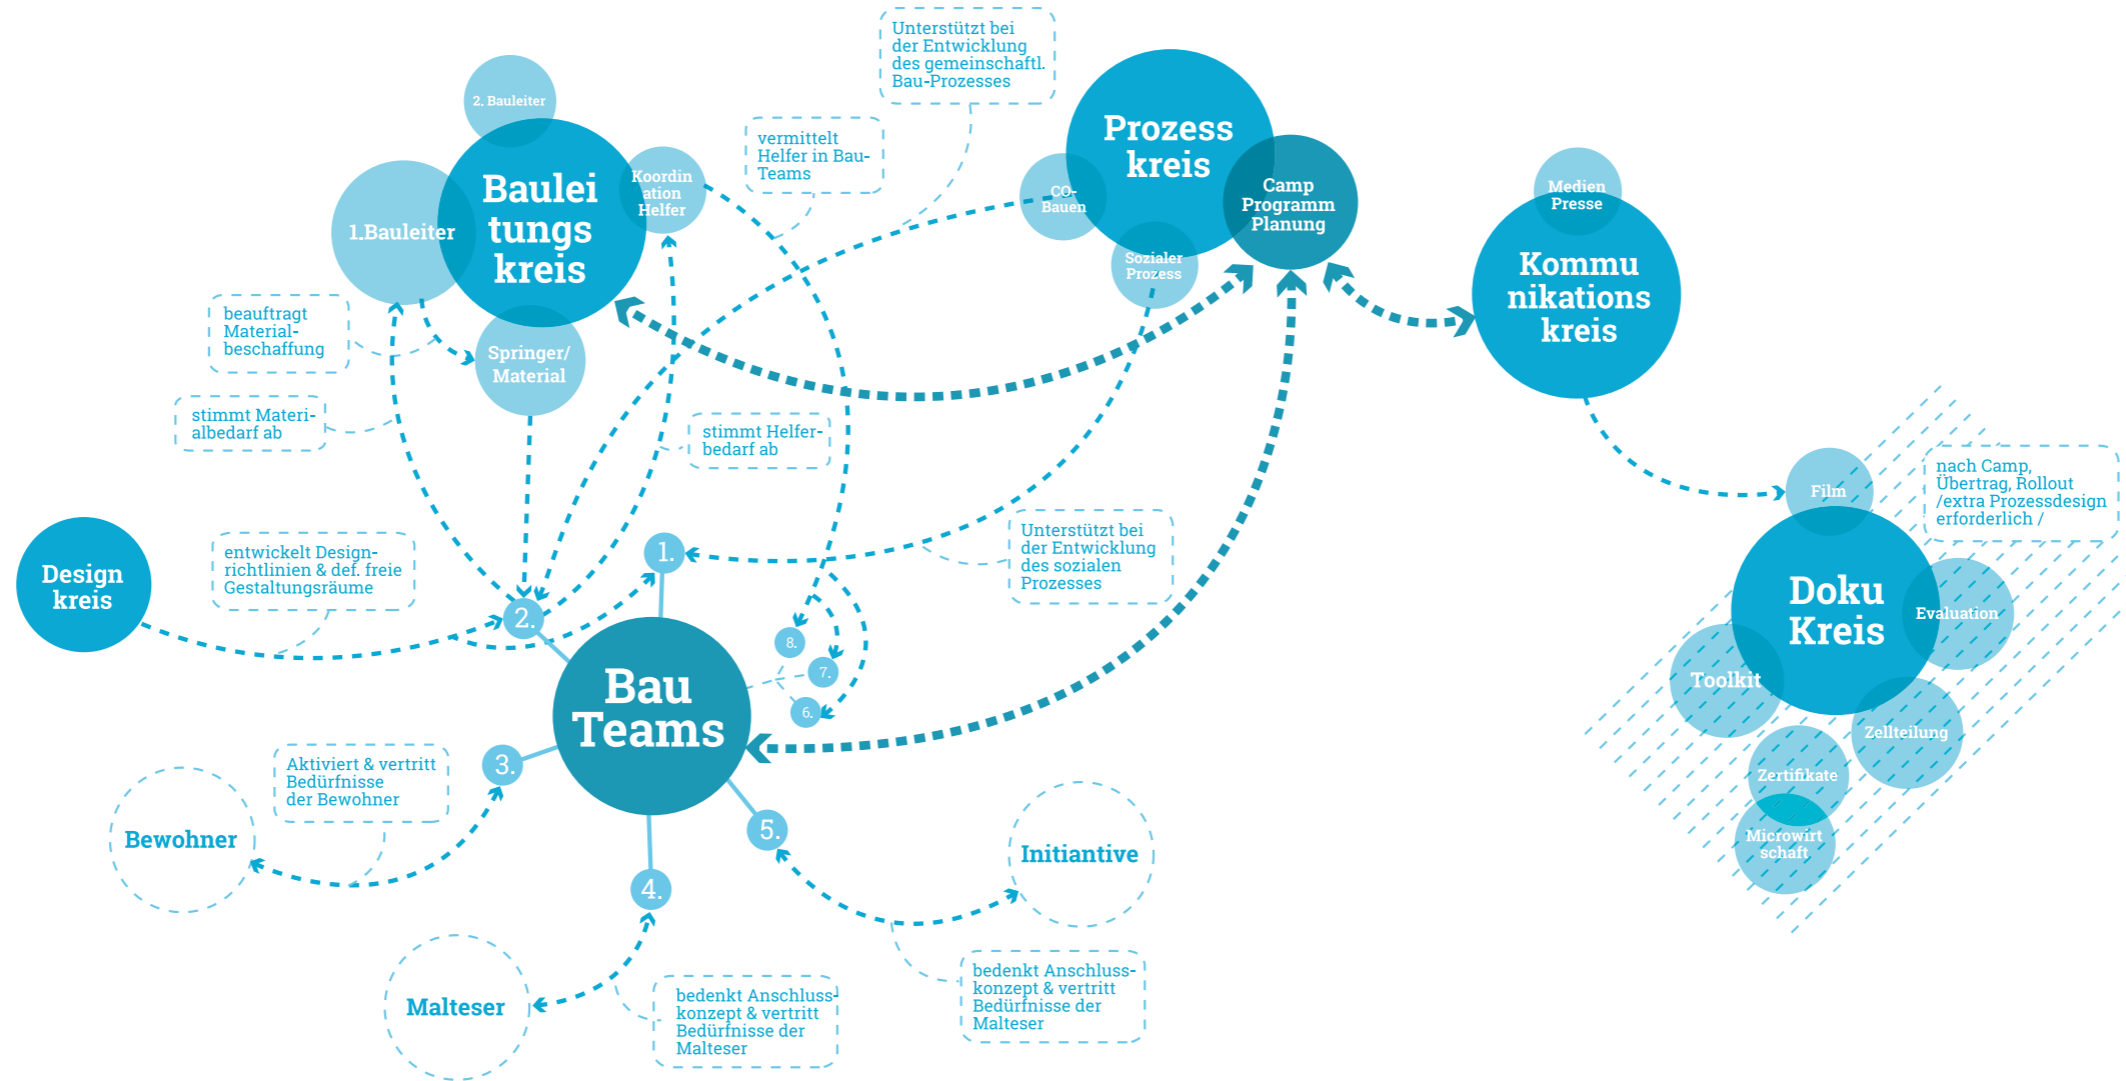 Unterstützt bei
der Entwicklung
des gemeinschaftl.
Bau-Prozesses
2. Bauleiter
Baulei
tungs
kreis
1.Bauleiter
Koordin
ation
Helfer
Springer/
Material
vermittelt
Helfer in Bau-
Teams
Prozess
kreis
CO-
Bauen
Sozialer
Prozess
Camp
Programm
Planung
Medien
Presse
Kommu
nikations
kreis
beauftragt
Material-
beschaffung
stimmt Materi-
albedarf ab
stimmt Helfer-
bedarf ab
Film
nach Camp,
Übertrag, Rollout
/extra Prozessdesign
erforderlich /
Design
kreis
entwickelt Design-
richtlinien & def. freie
Gestaltungsräume
Unterstützt bei
der Entwicklung
des sozialen
Prozesses
Doku
Kreis
Evaluation
Toolkit
Zellteilung
Zertifikate
Microwirt
schaft
1.
2.
8.
7.
6.
Bau
Teams
3.
5.
4.
Aktiviert & vertritt
Bedürfnisse
der Bewohner
Bewohner
Initiantive
Malteser
bedenkt Anschluss-
konzept & vertritt
Bedürfnisse der
Malteser
bedenkt Anschluss-
konzept & vertritt
Bedürfnisse der
Malteser